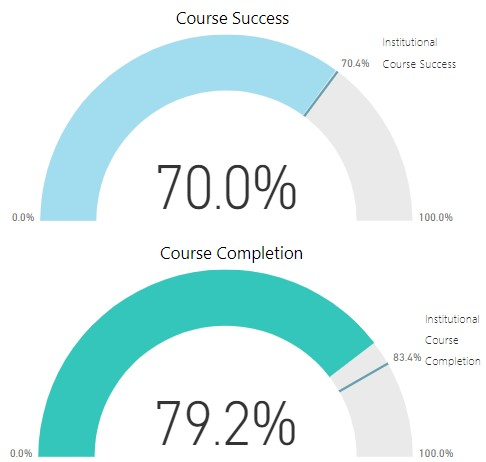 Course Success
Institutional
70.4% Course Success
70.0%
0.0% 100.0%
Course Completion
Institutional
Course
83.4% Completion
79.2%
0.0% 100.0%